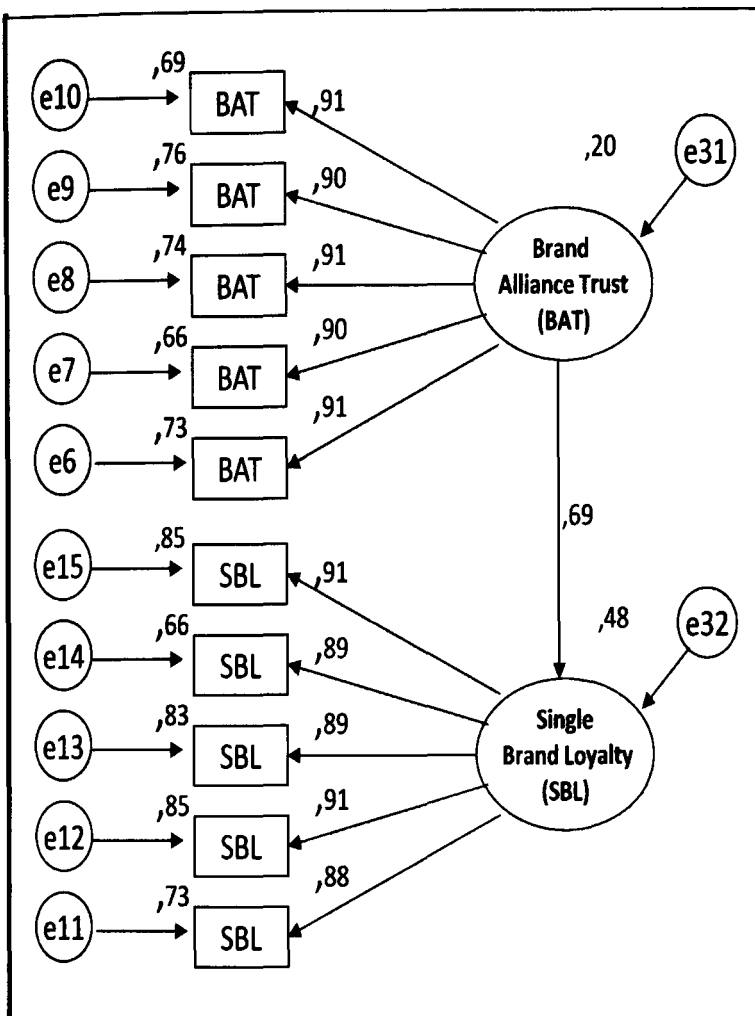 ,69
e10
BAT
,91
,76
e9
BAT
,90
,74
e8
BAT
,91
,66
e7
BAT
,90
,73
e6
BAT
,91
,20
e31
Brand
Alliance Trust
(BAT)
,69
,85
e15
SBL
,91
,66
e14
SBL
,89
,83
e13
SBL
,89
,85
e12
SBL
,91
,73
e11
SBL
,88
,48
e32
Single
Brand Loyalty
(SBL)